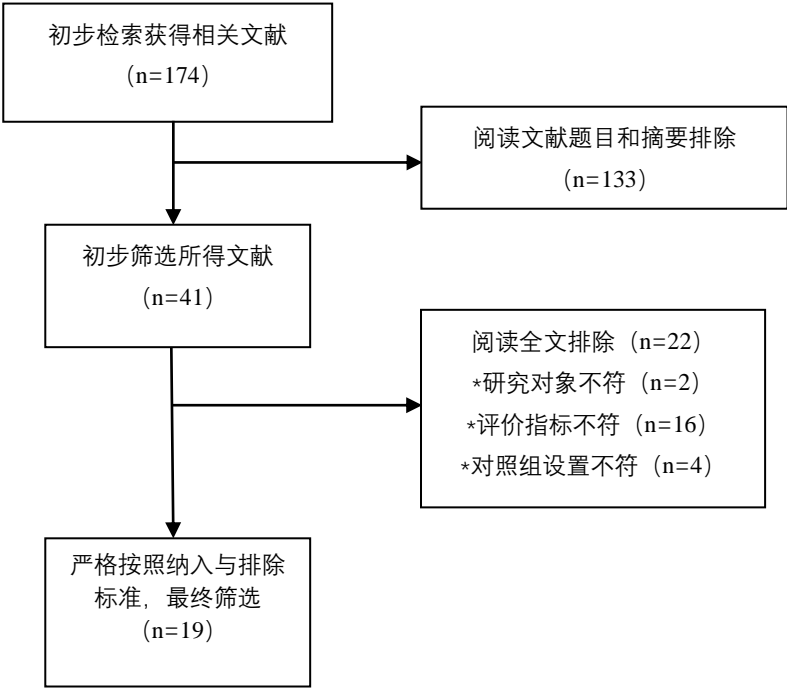 初步检索获得相关文献
（n=174）
阅读文献题目和摘要排除
（n=133）
初步筛选所得文献
（n=41）
阅读全文排除（n=22）
*研究对象不符（n=2）
*评价指标不符（n=16）
*对照组设置不符（n=4）
严格按照纳入与排除
标准，最终筛选
（n=19）